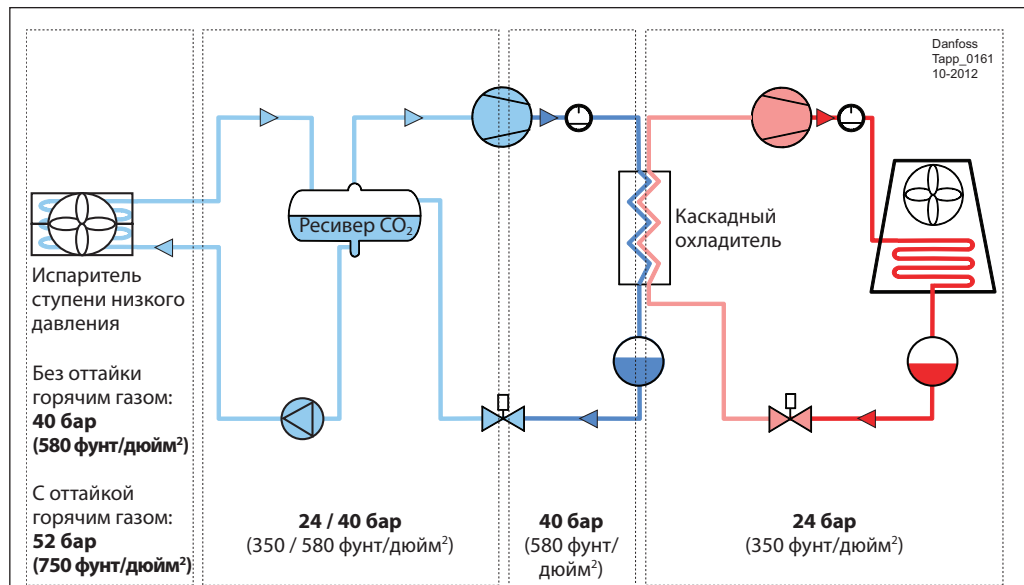 Danfoss
Tapp_0161
10-2012
Ресивер CO₂
Каскадный
охладитель
Испаритель
ступени низкого
давления
Без оттайки
горячим газом:
40 бар
(580 фунт/дюйм²)
С оттайкой
горячим газом:
52 бар
(750 фунт/дюйм²)
24 / 40 бар
(350 / 580 фунт/дюйм²)
40 бар
(580 фунт/
дюйм²)
24 бар
(350 фунт/дюйм²)